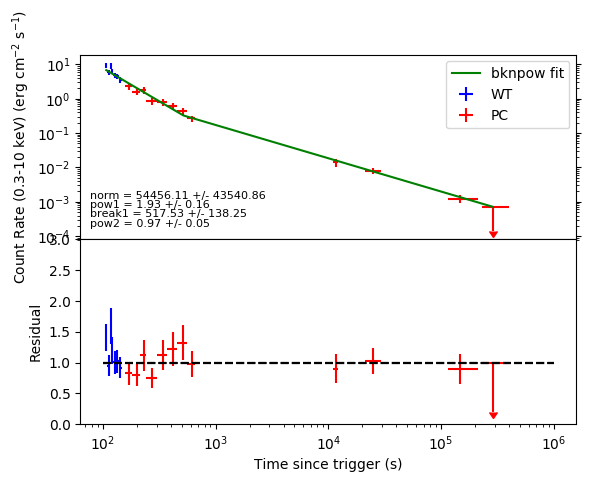 Count Rate (0.3-10 keV) (erg cm⁻² s⁻¹)
10¹
10⁰
10⁻¹
10⁻²
10⁻³
10⁻⁴
bknpow fit
WT
PC
norm = 54456.11 +/- 43540.86
pow1 = 1.93 +/- 0.16
break1 = 517.53 +/- 138.25
pow2 = 0.97 +/- 0.05
Residual
3.0
2.5
2.0
1.5
1.0
0.5
0.0
10² 10³ 10⁴ 10⁵ 10⁶
Time since trigger (s)